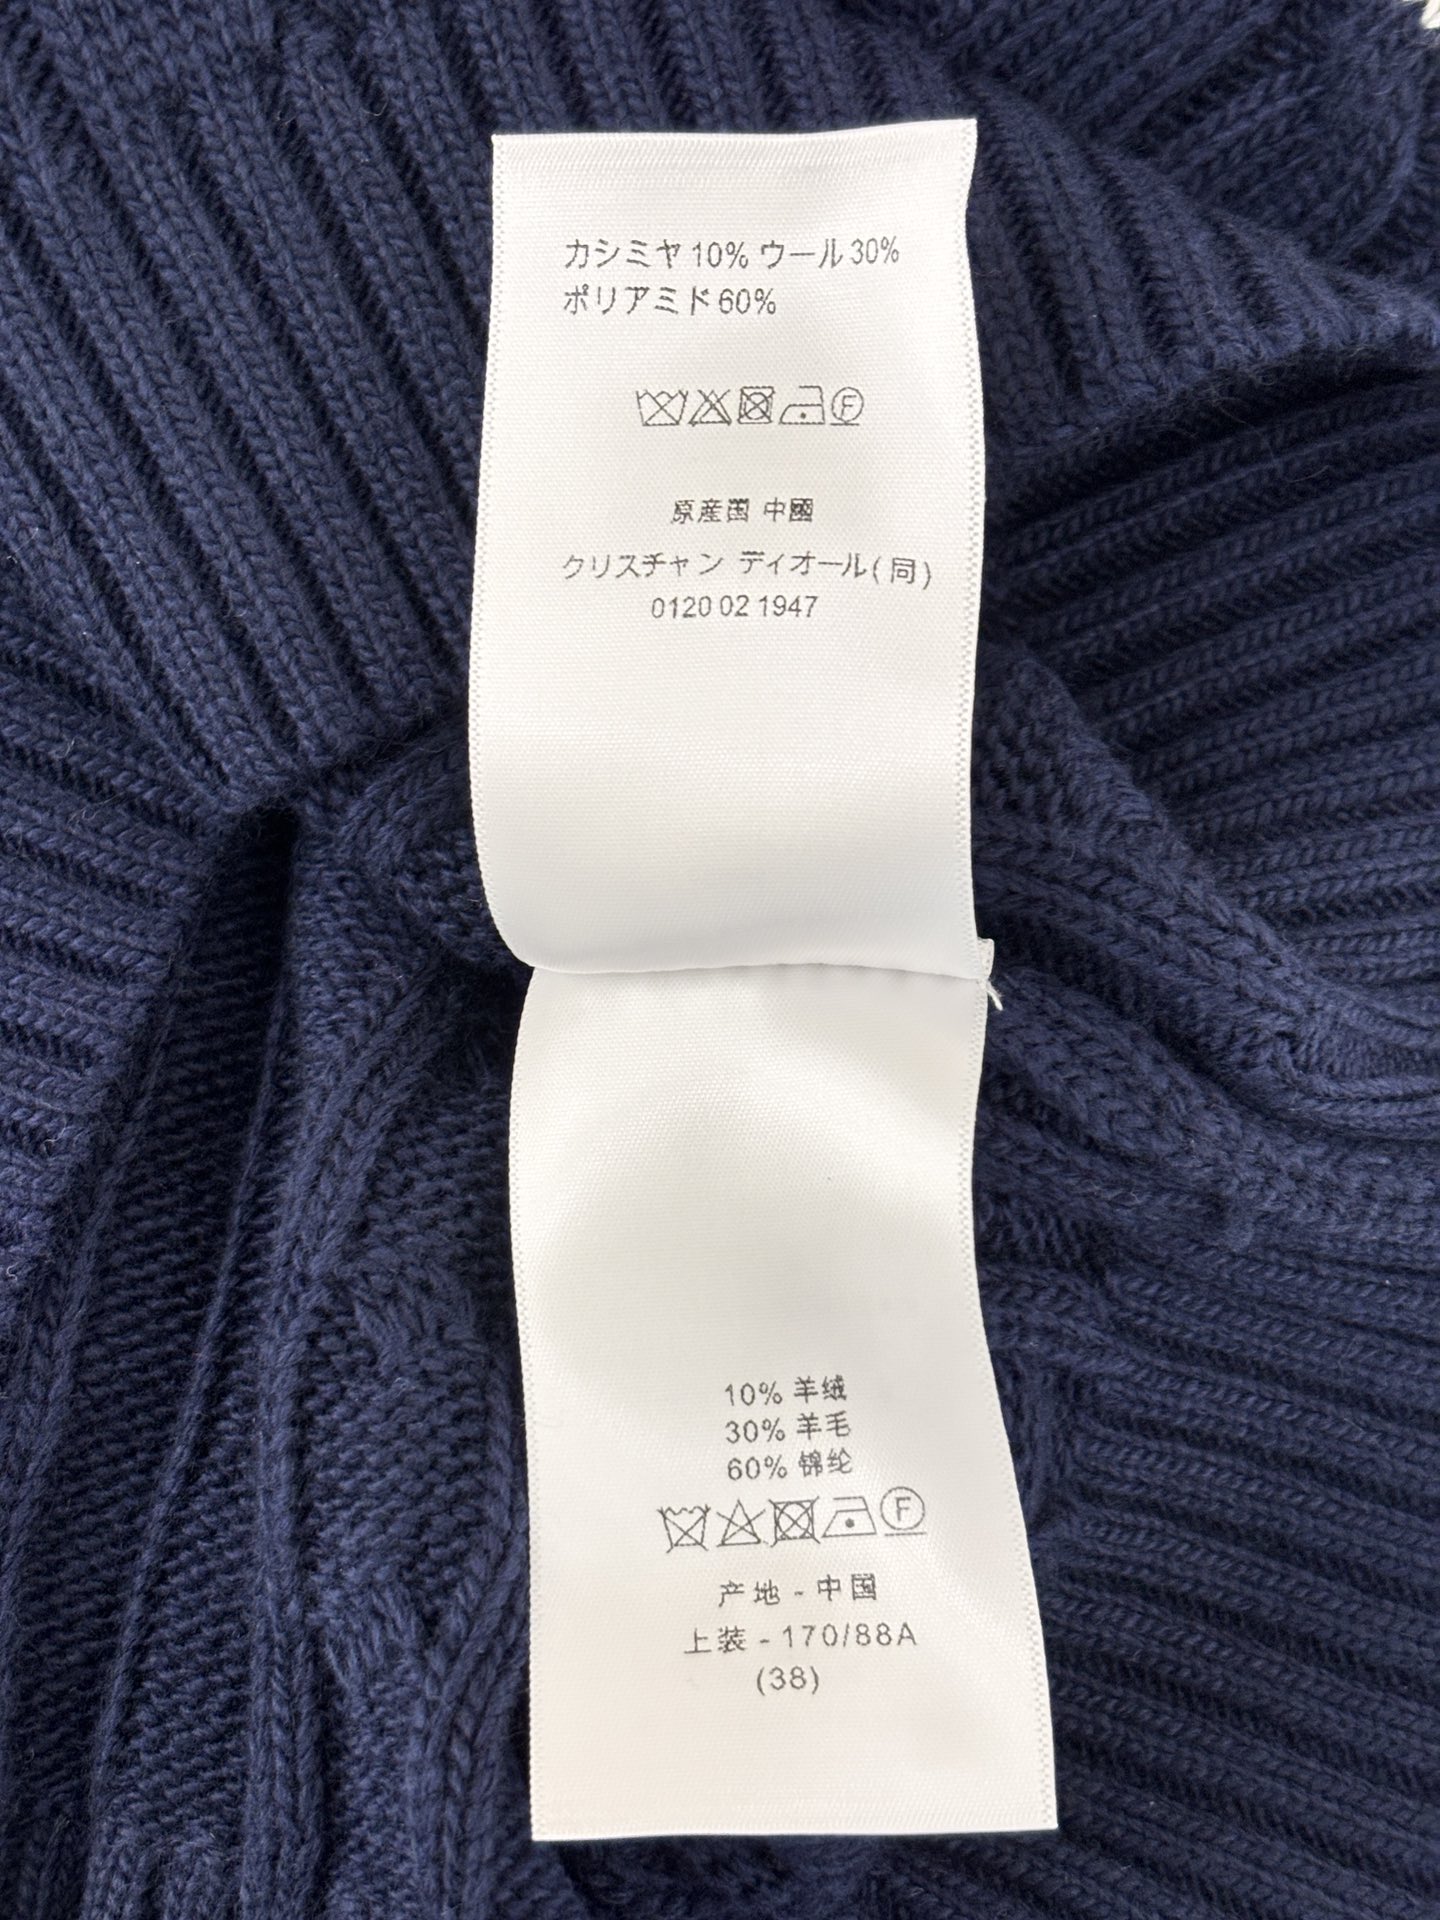 カシミヤ 10% ウール 30%
ポリアミド 60%
F
原産国 中國
クリスチャン ディオール(同)
0120 02 1947
10% 羊绒
30% 羊毛
60% 锦纶
F
产地 - 中国
上装 - 170/88A
(38)